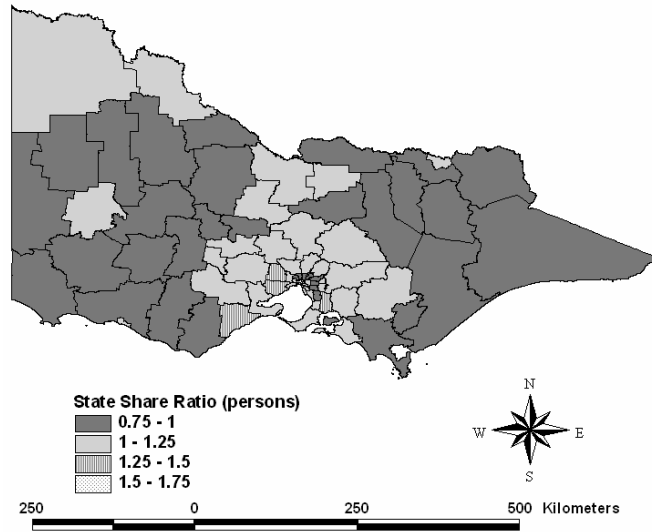 State Share Ratio (persons)
0.75 - 1
1 - 1.25
1.25 - 1.5
1.5 - 1.75
N
W E
S
250 0 250 500 Kilometers